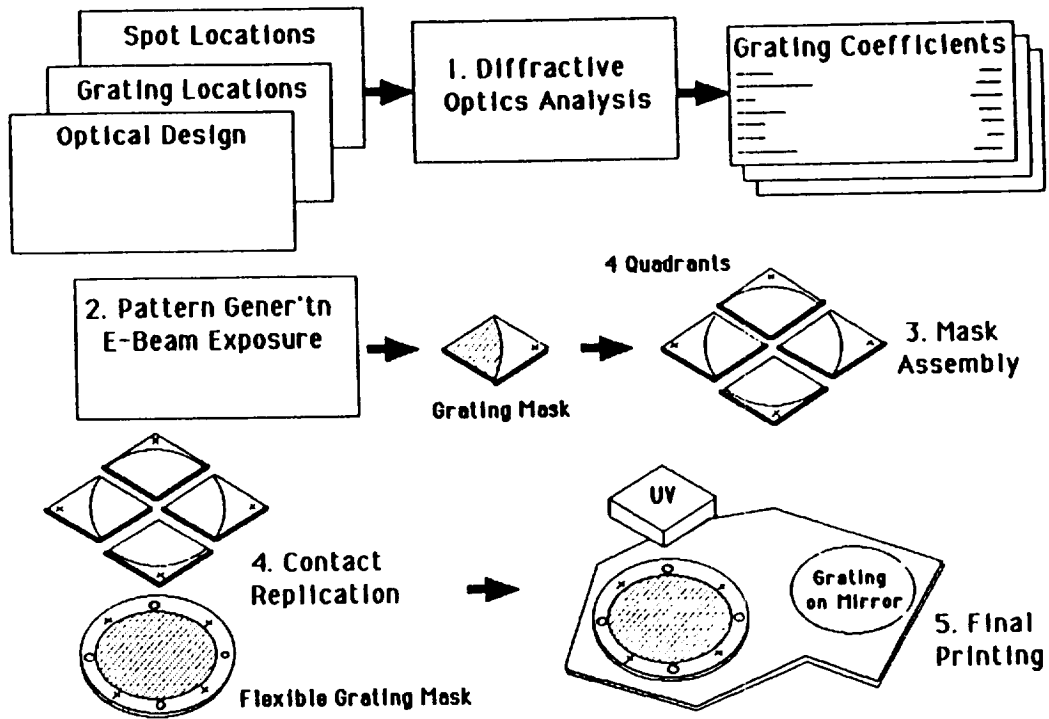 Spot Locations
Grating Locations
Optical Design
1. Diffractive
Optics Analysis
Grating Coefficients
2. Pattern Gener'tn
E-Beam Exposure
Grating Mask
4 Quadrants
3. Mask
Assembly
4. Contact
Replication
Flexible Grating Mask
UV
Grating
on Mirror
5. Final
Printing